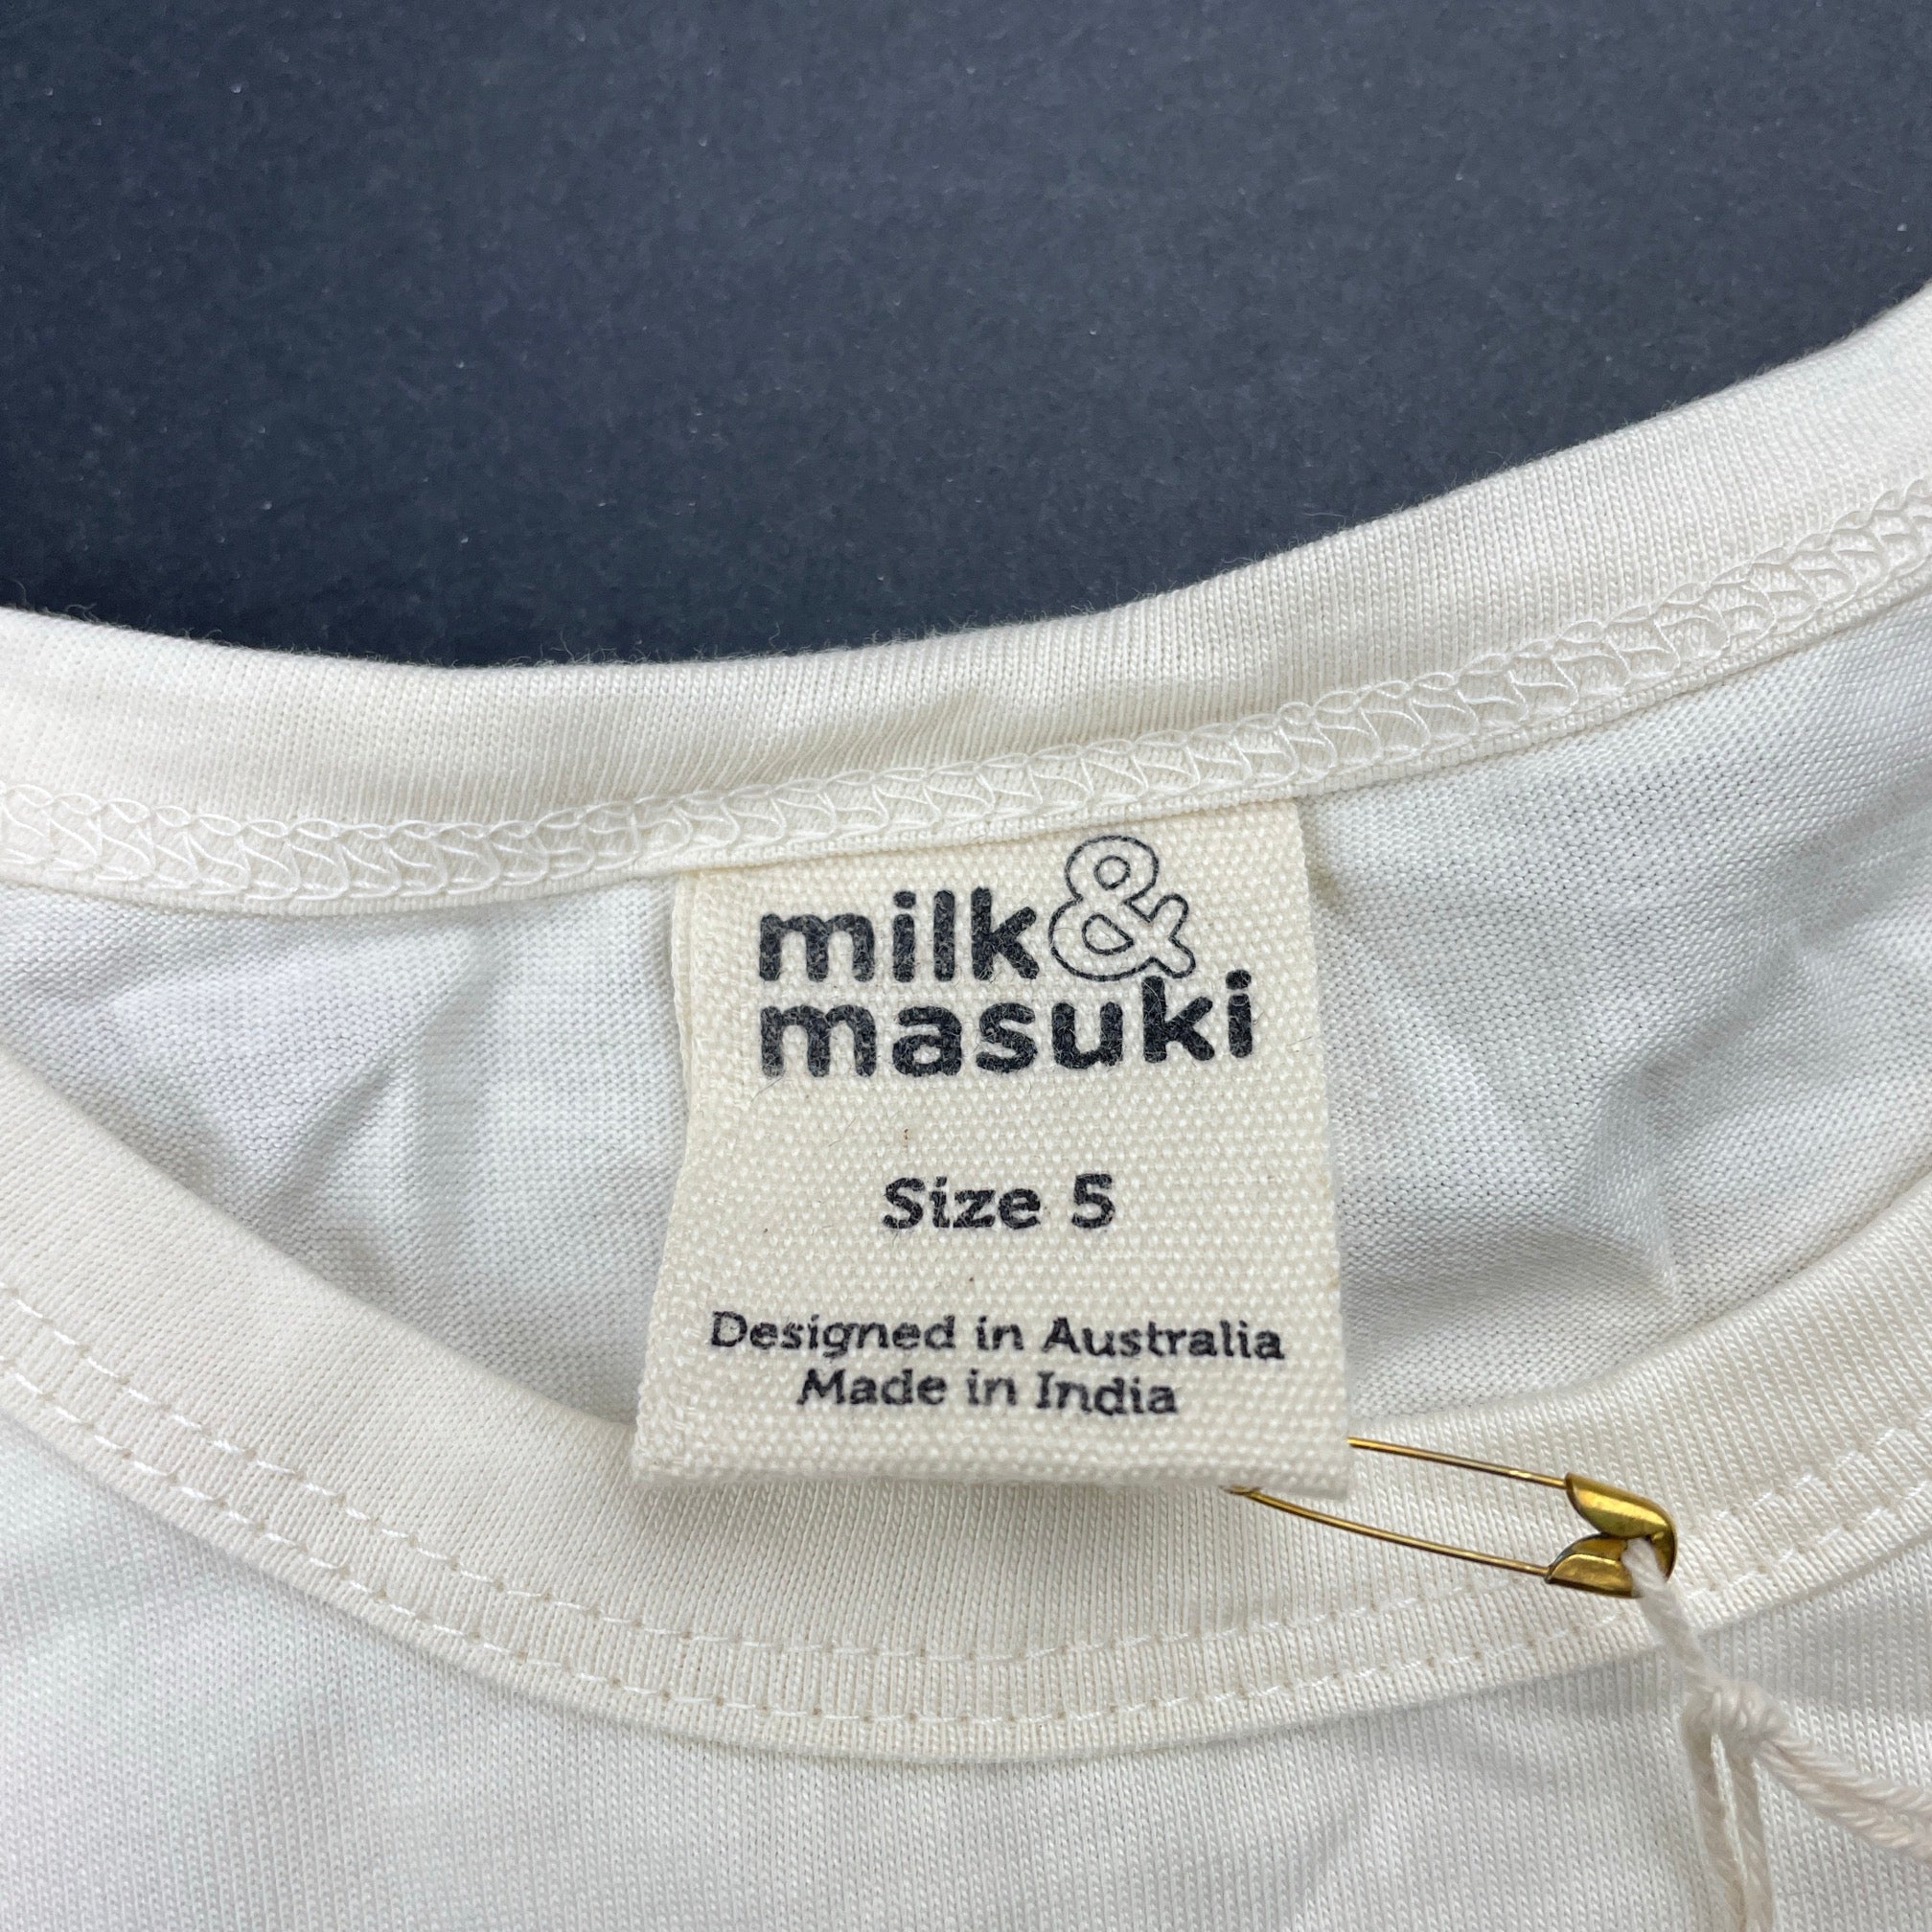 milk &
masuki
Size 5
Designed in Australia
Made in India